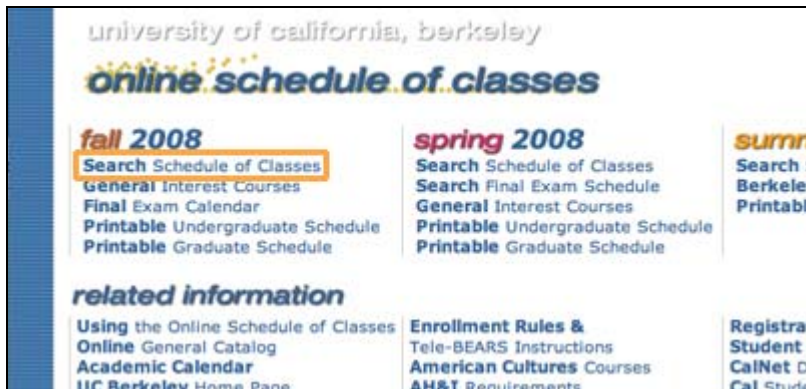 university of california, berkeley
online schedule of classes
fall 2008
Search Schedule of Classes
General Interest Courses
Final Exam Calendar
Printable Undergraduate Schedule
Printable Graduate Schedule
spring 2008
Search Schedule of Classes
Search Final Exam Schedule
General Interest Courses
Printable Undergraduate Schedule
Printable Graduate Schedule
Search
related information
Using the Online Schedule of Classes
Online General Catalog
Academic Calendar
UC Berkeley Home Page
Enrollment Rules &
Tele-BEARS Instructions
American Cultures Courses
AH&I Requirements
Student
CalNet
Cal